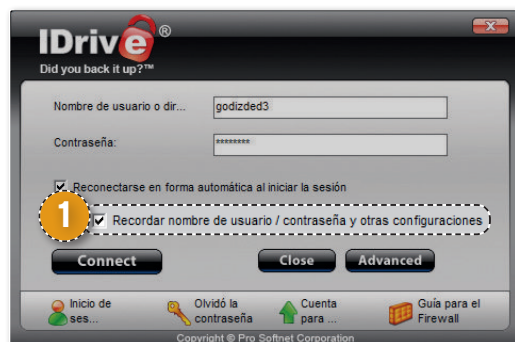 IDrive®
Did you back it up?™
Nombre de usuario o dir...
godizded3
Contraseña:
********
Reconectarse en forma automática al iniciar la sesión
1
Recordar nombre de usuario / contraseña y otras configuraciones
Connect
Close
Advanced
Inicio de
ses...
Olvidó la
contraseña
Cuenta
para ...
Guía para el
Firewall
Copyright © Pro Softnet Corporation